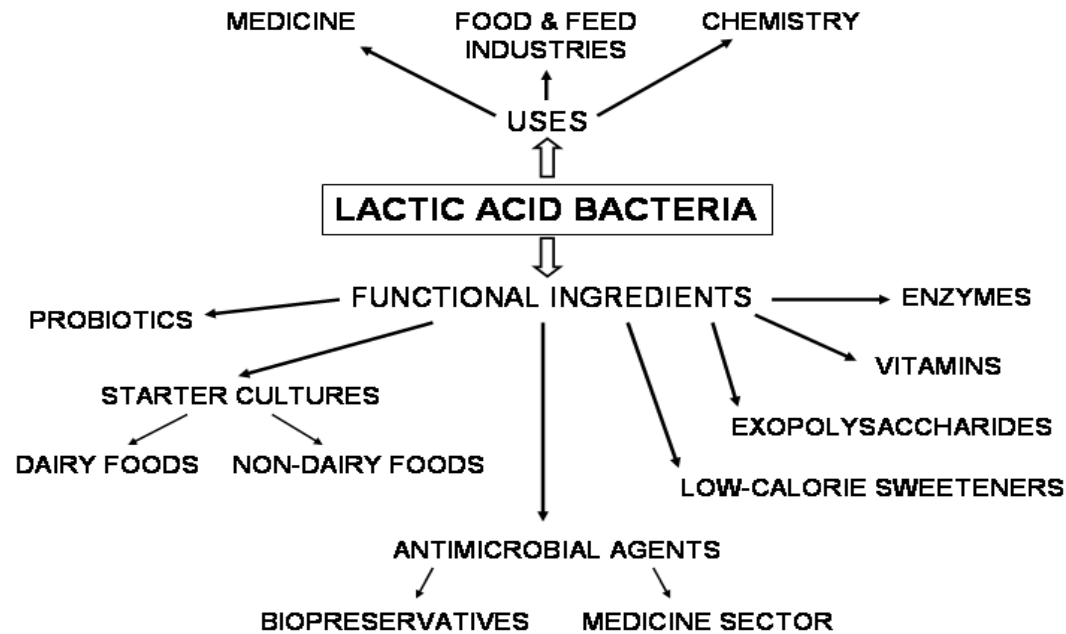 MEDICINE
FOOD & FEED
INDUSTRIES
CHEMISTRY
USES
LACTIC ACID BACTERIA
FUNCTIONAL INGREDIENTS
PROBIOTICS
ENZYMES
VITAMINS
STARTER CULTURES
EXOPOLYSACCHARIDES
DAIRY FOODS
NON-DAIRY FOODS
LOW-CALORIE SWEETENERS
ANTIMICROBIAL AGENTS
BIOPRESERVATIVES
MEDICINE SECTOR